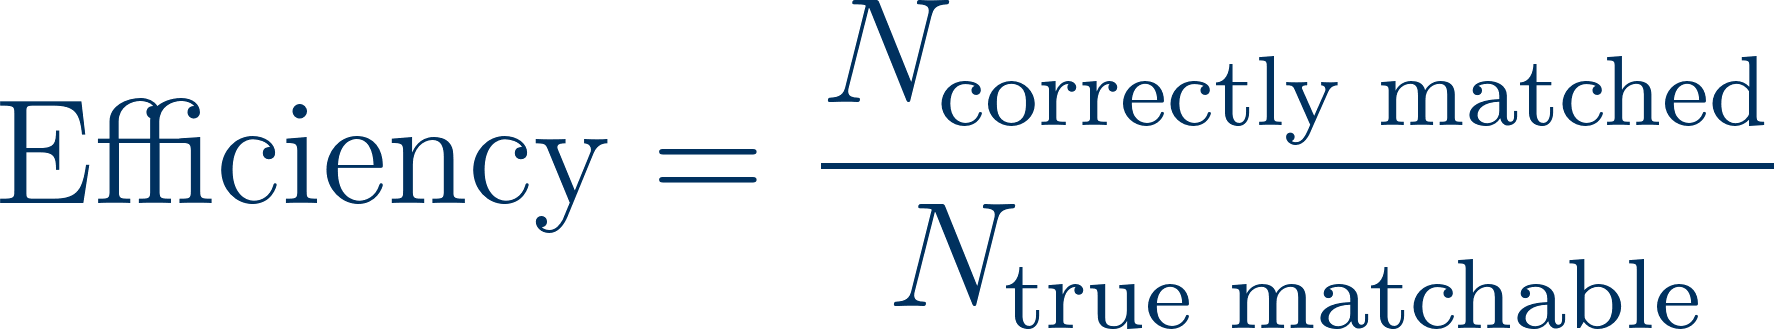 Efficiency = N_correctly matched / N_true matchable